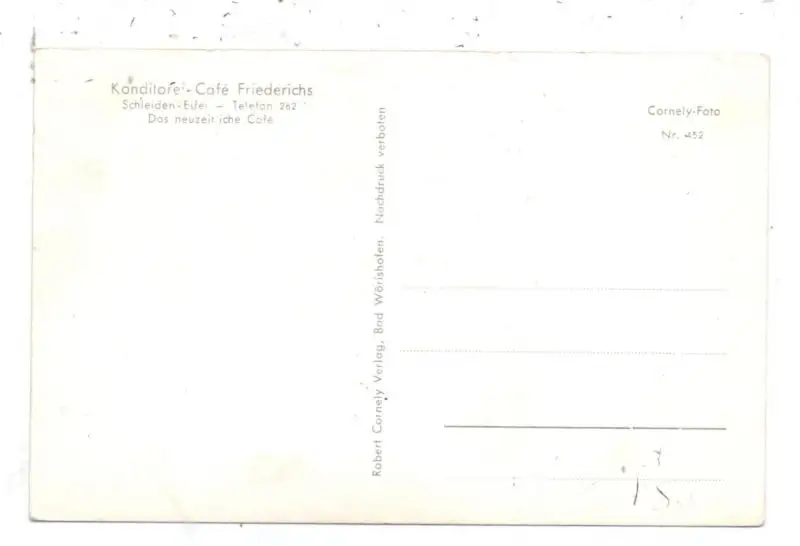 Konditorei-Café Friederichs
Schleiden-Eifel — Telefon 282
Das neuzeitliche Café
Robert Cornely Verlag, Bad Wörishofen. Nachdruck verboten
Cornely-Foto
Nr. 452